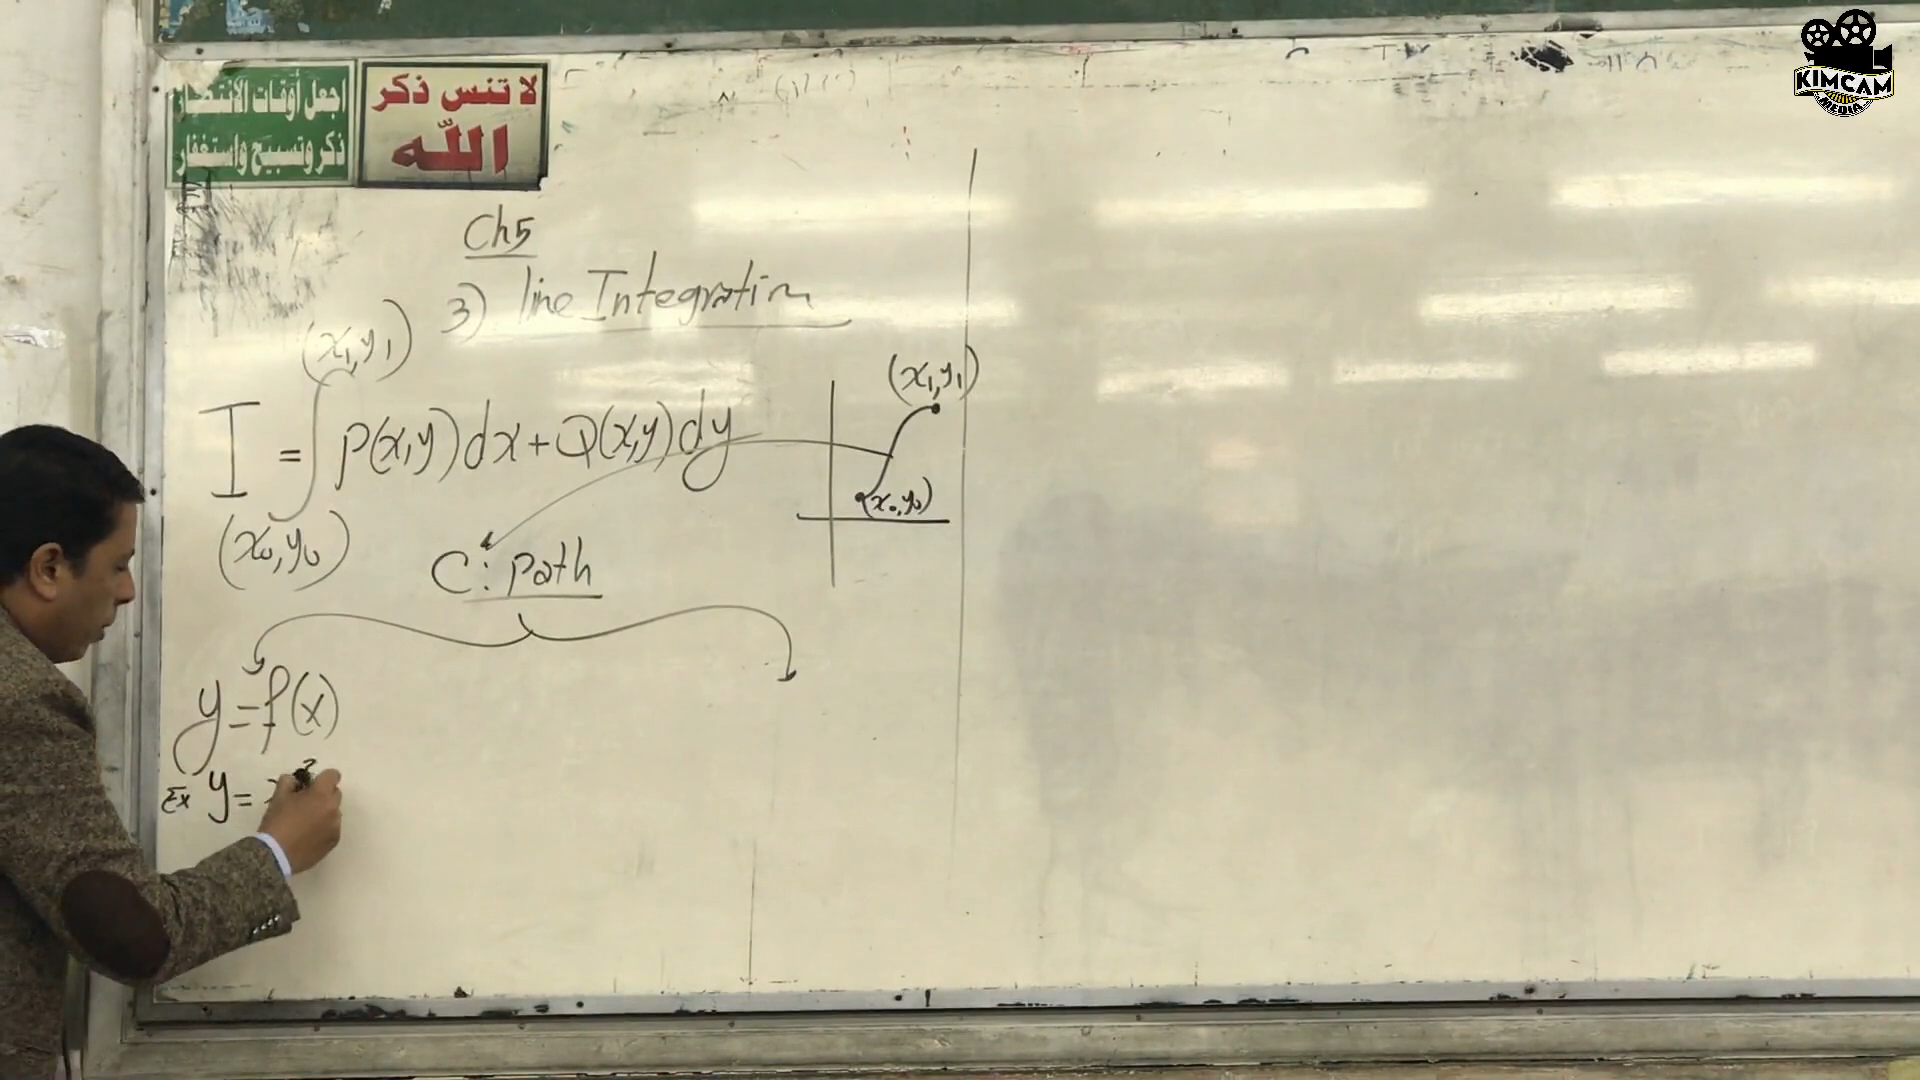 اجعل أوقات الانتظار
ذكر وتسبيح واستغفار
لا تنس ذكر
الله
KIMCAM
MEDIA
Ch5
3) line Integration
(x₁,y₁)
I = ∫ P(x,y)dx+Q(x,y)dy
(x₀,y₀)
(x₁,y₁)
(x₀,y₀)
C: Path
y=f(x)
Ex y=